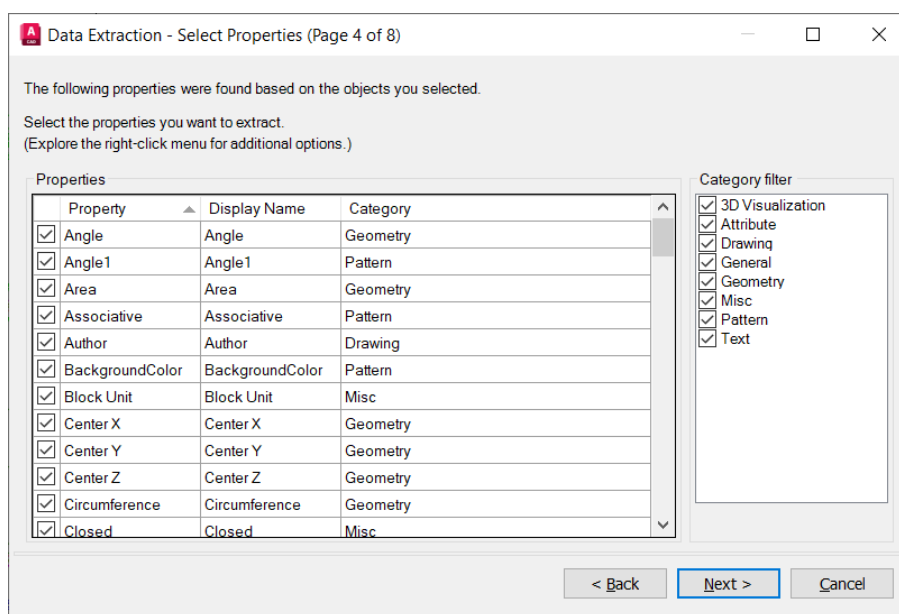 A
CAD
Data Extraction - Select Properties (Page 4 of 8)
The following properties were found based on the objects you selected.
Select the properties you want to extract.
(Explore the right-click menu for additional options.)
Properties
Property Display Name Category
Angle Angle Geometry
Angle1 Angle1 Pattern
Area Area Geometry
Associative Associative Pattern
Author Author Drawing
BackgroundColor BackgroundColor Pattern
Block Unit Block Unit Misc
Center X Center X Geometry
Center Y Center Y Geometry
Center Z Center Z Geometry
Circumference Circumference Geometry
Closed Closed Misc
Category filter
3D Visualization
Attribute
Drawing
General
Geometry
Misc
Pattern
Text
< Back Next > Cancel